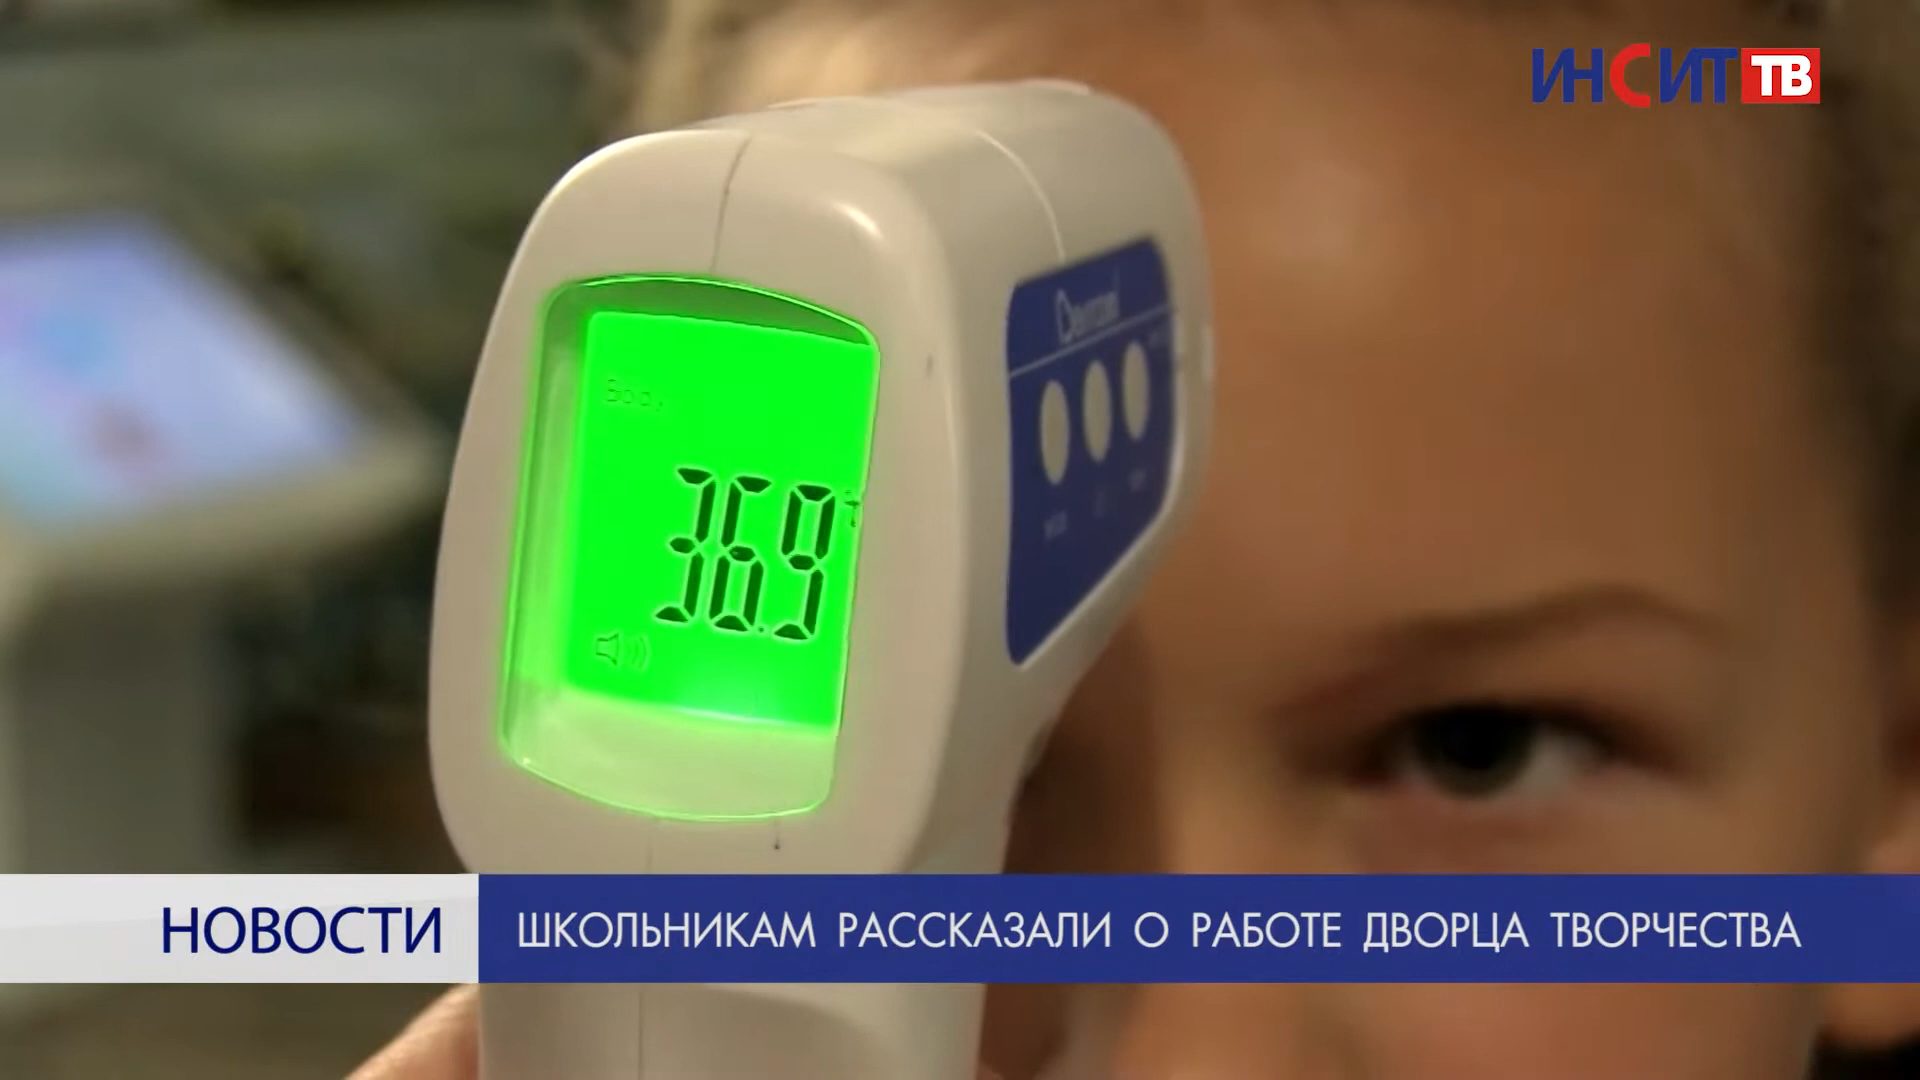 ИНСИТ ТВ
Body
36.9
НОВОСТИ
ШКОЛЬНИКАМ РАССКАЗАЛИ О РАБОТЕ ДВОРЦА ТВОРЧЕСТВА